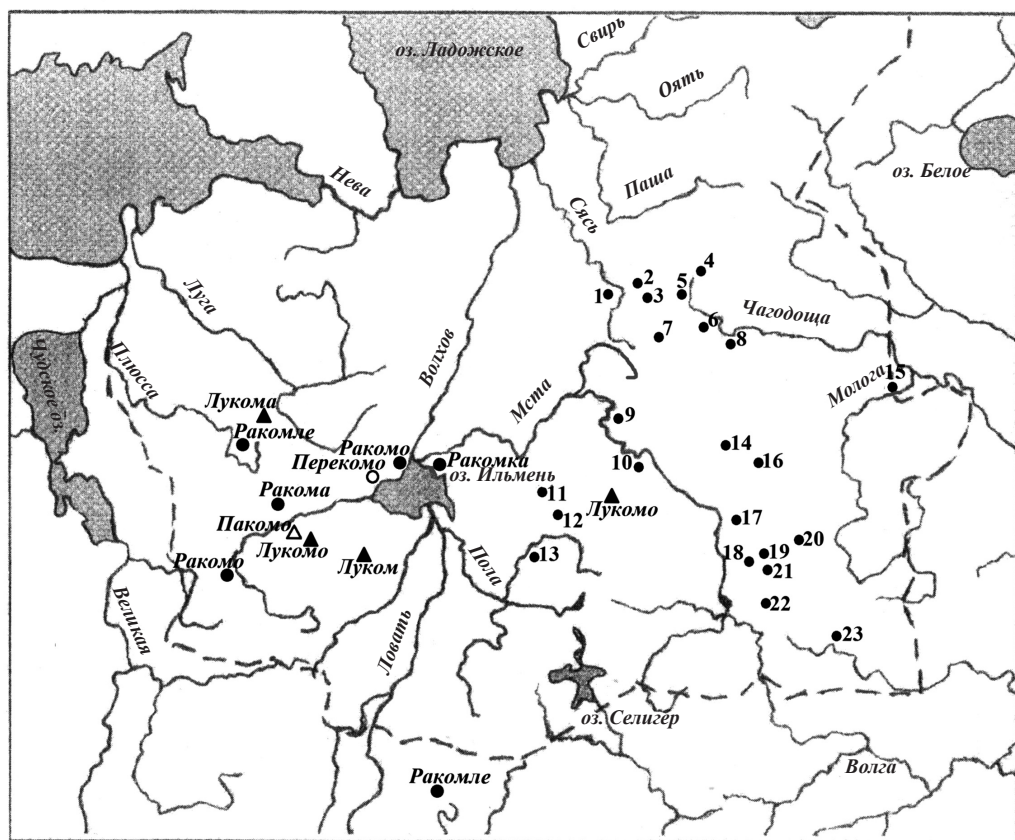 Свирь
оз. Ладожское
Оять
оз. Белое
Нева
Паша
Сясь
4
2
5
1
3
Луга
Чагодоща
6
7
8
Волхов
Чудское оз.
Плюсса
15
Молога
Мста
Лукома
9
Ракомле
14
Ракомо
Перекомо
Ракомка
16
10
оз. Ильмень
11
Лукомо
Ракома
12
17
Пакомо
20
Лукомо
19
13
18
Луком
21
Ракомо
Пола
22
Великая
23
Ловать
оз. Селигер
Волга
Ракомле